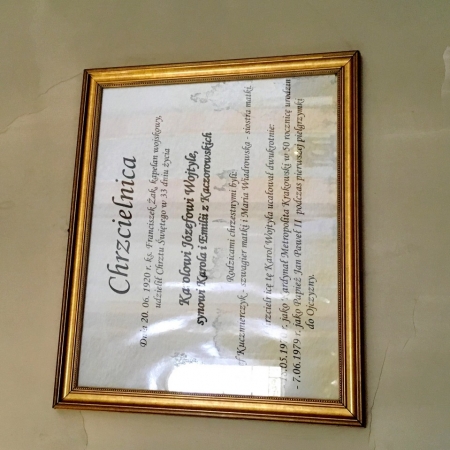 Chrzcielnica
Dnia 20. 06. 1920 r. ks. Franciszek Żak, kapelan wojskowy,
udzielił Chrztu Świętego w 33 dniu życia
Karolowi Józefowi Wojtyle,
synowi Karola i Emilii z Kaczorowskich
Rodzicami chrzestnymi byli:
Kuczmierczyk - szwagier matki i Maria Wiadrowska - siostra matki.
tę Karol Wojtyła ucałował dwukrotnie:
1970 r. jako Kardynał Metropolita Krakowski w 50 rocznicę urodzin
- 7.06.1979 r. jako Papież Jan Paweł II podczas pierwszej pielgrzymki
do Ojczyzny.